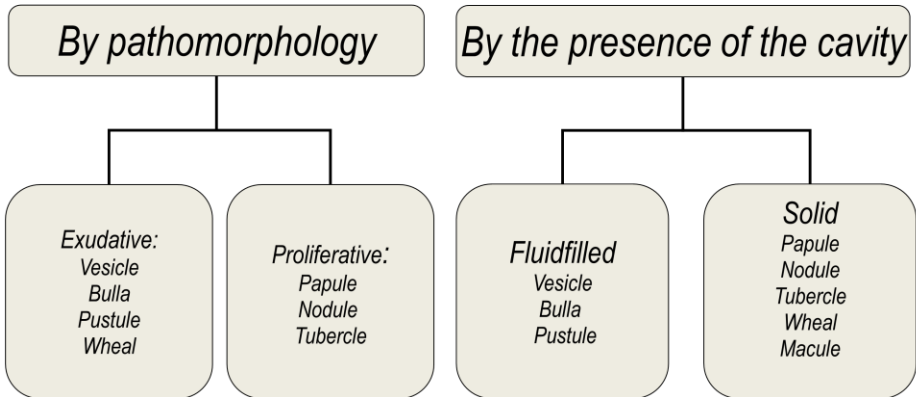 By pathomorphology
By the presence of the cavity
Exudative:
Vesicle
Bulla
Pustule
Wheal
Proliferative:
Papule
Nodule
Tubercle
Fluidfilled
Vesicle
Bulla
Pustule
Solid
Papule
Nodule
Tubercle
Wheal
Macule